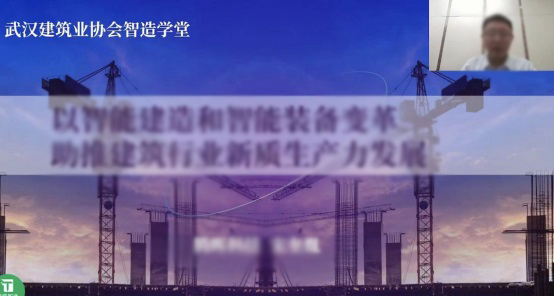 武汉建筑业协会智造学堂
以智能建造和智能装备变革
助推建筑行业新质生产力发展